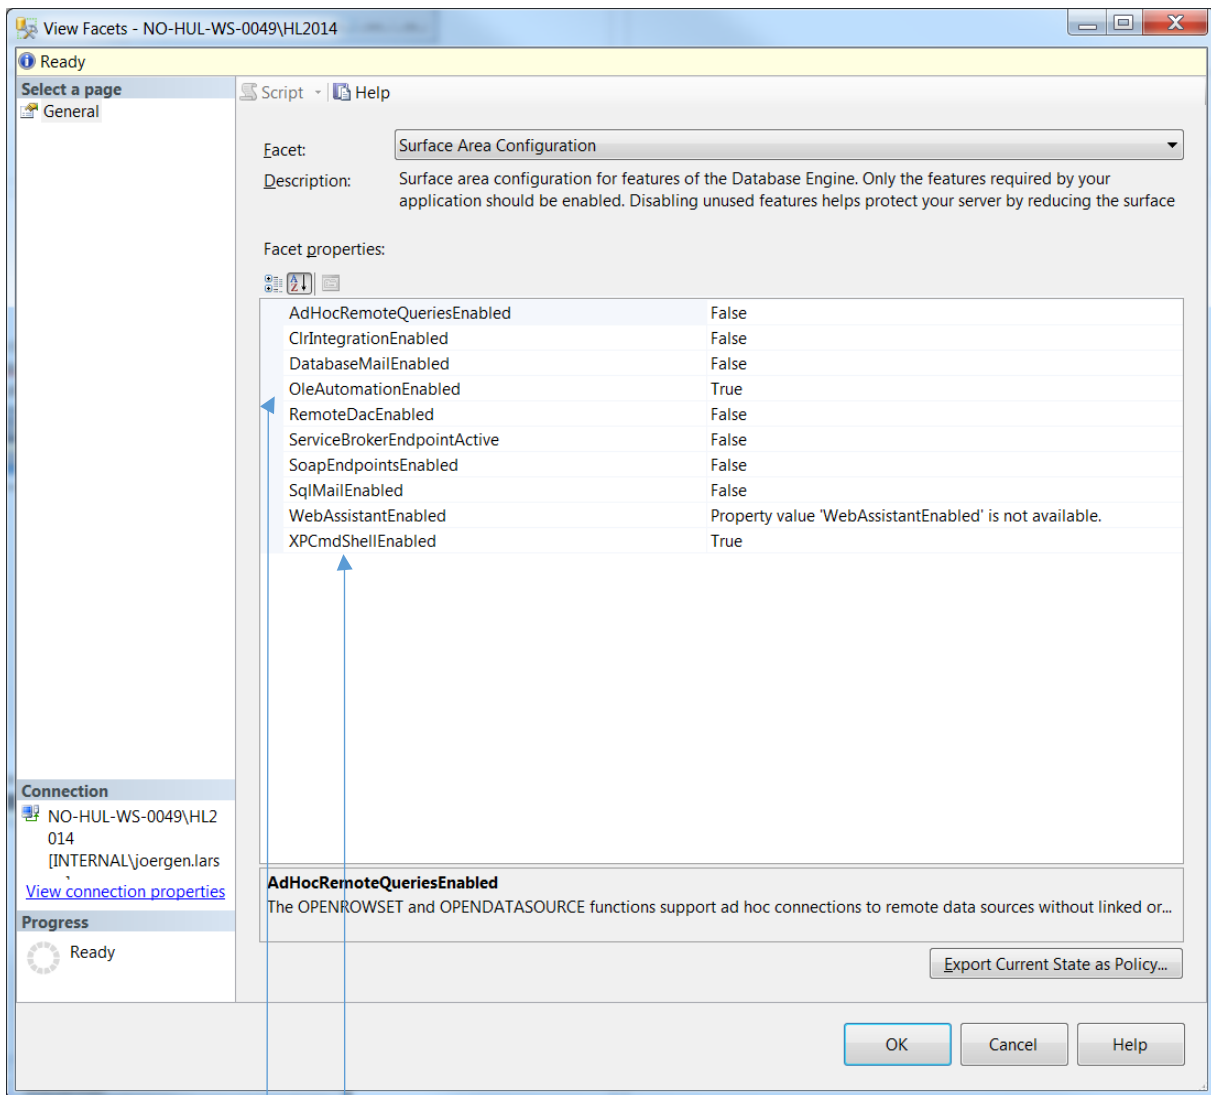 View Facets - NO-HUL-WS-0049\HL2014
Ready
Select a page
General
Script
Help
Facet:
Surface Area Configuration
Description:
Surface area configuration for features of the Database Engine. Only the features required by your
application should be enabled. Disabling unused features helps protect your server by reducing the surface
Facet properties:
AdHocRemoteQueriesEnabled False
ClrIntegrationEnabled False
DatabaseMailEnabled False
OleAutomationEnabled True
RemoteDacEnabled False
ServiceBrokerEndpointActive False
SoapEndpointsEnabled False
SqlMailEnabled False
WebAssistantEnabled Property value 'WebAssistantEnabled' is not available.
XPCmdShellEnabled True
Connection
NO-HUL-WS-0049\HL2
014
[INTERNAL\joergen.lars
View connection properties
Progress
Ready
AdHocRemoteQueriesEnabled
The OPENROWSET and OPENDATASOURCE functions support ad hoc connections to remote data sources without linked or...
Export Current State as Policy...
OK
Cancel
Help